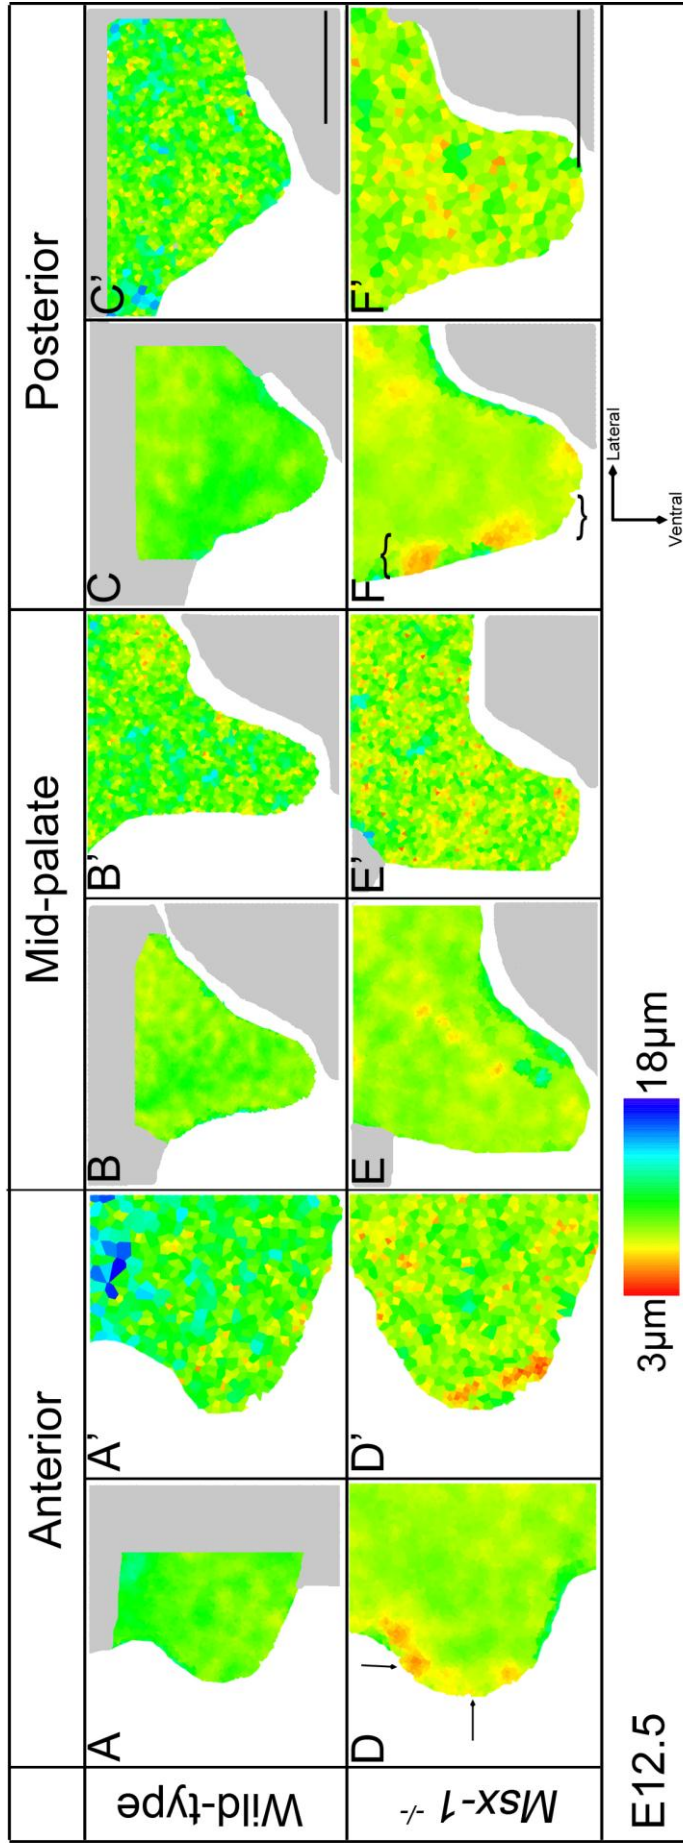 Anterior
Mid-palate
Posterior
Wild-type
A
A’
B
B’
C
C’
Msx-1 -/-
D
D’
E
E’
F
{
}
F’
E12.5
3μm
18μm
Lateral
Ventral